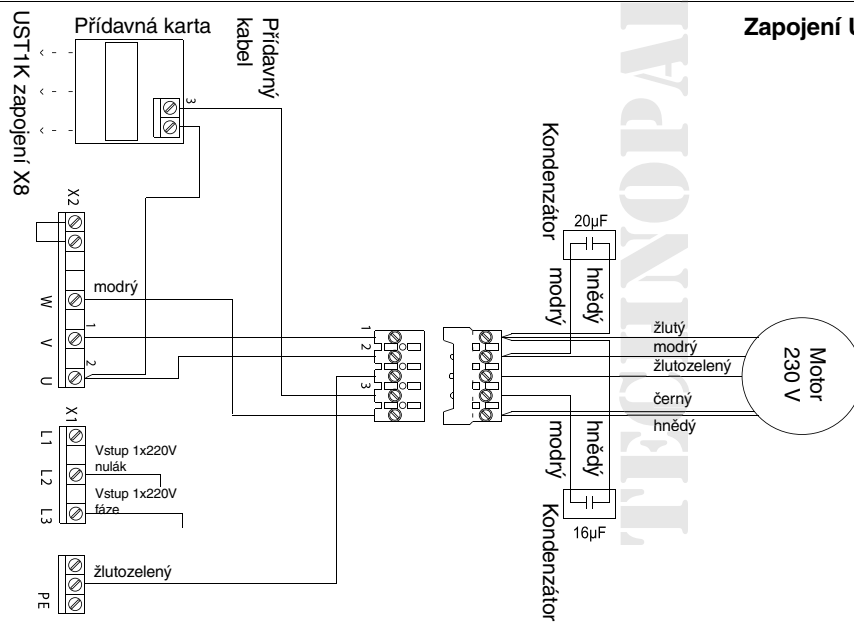 Zapojení U
Přídavná karta
Přídavný
kabel
UST1K zapojení X8
3
TECHNOPA
Kondenzátor
20µF
hnědý
modrý
X2
modrý
W
1
V
2
U
1
2
3
žlutý
modrý
žlutozelený
černý
hnědý
Motor
230 V
X1
L1
Vstup 1x220V
nulák
L2
Vstup 1x220V
fáze
L3
hnědý
modrý
16µF
Kondenzátor
žlutozelený
PE